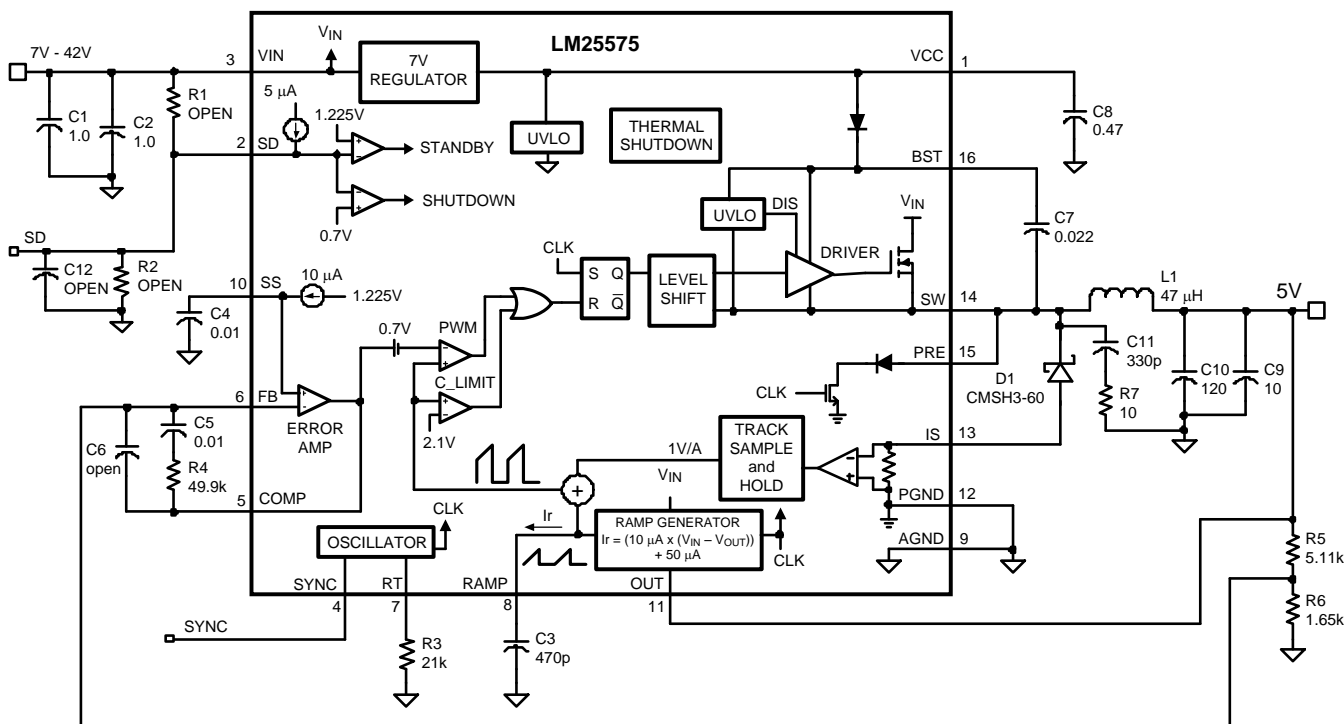 LM25575
7V - 42V
3
VIN
VIN
7V
REGULATOR
VCC
1
R1
OPEN
C1
1.0
C2
1.0
5 µA
1.225V
2
SD
STANDBY
SHUTDOWN
0.7V
UVLO
THERMAL
SHUTDOWN
C8
0.47
BST
16
UVLO
DIS
VIN
DRIVER
C7
0.022
SD
C12
OPEN
R2
OPEN
10
SS
10 µA
1.225V
C4
0.01
CLK
S Q
R Q̅
LEVEL
SHIFT
SW
14
L1
47 µH
5V
0.7V
PWM
C_LIMIT
2.1V
PRE
15
CLK
D1
CMSH3-60
C11
330p
R7
10
C10
120
C9
10
6
FB
ERROR
AMP
C5
0.01
C6
open
R4
49.9k
5
COMP
1V/A
TRACK
SAMPLE
and
HOLD
IS
13
PGND
12
AGND
9
CLK
OSCILLATOR
Ir
VIN
RAMP GENERATOR
Ir = (10 µA x (VIN – VOUT))
+ 50 µA
CLK
SYNC
4
RT
7
RAMP
8
OUT
11
R5
5.11k
R6
1.65k
SYNC
R3
21k
C3
470p
+
-
+
-
-
+
-
+
+
-
+
-
+